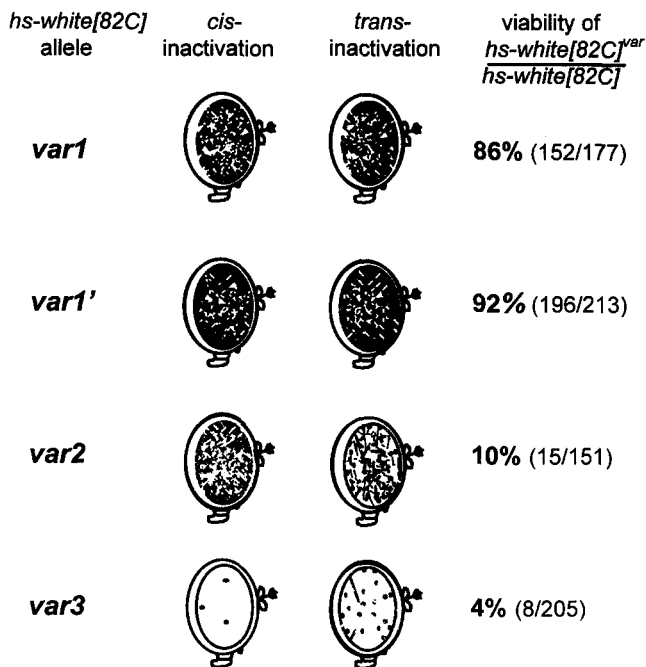 hs-white[82C] allele
cis-inactivation
trans-inactivation
viability of hs-white[82C]var
hs-white[82C]
var1
86% (152/177)
var1'
92% (196/213)
var2
10% (15/151)
var3
4% (8/205)